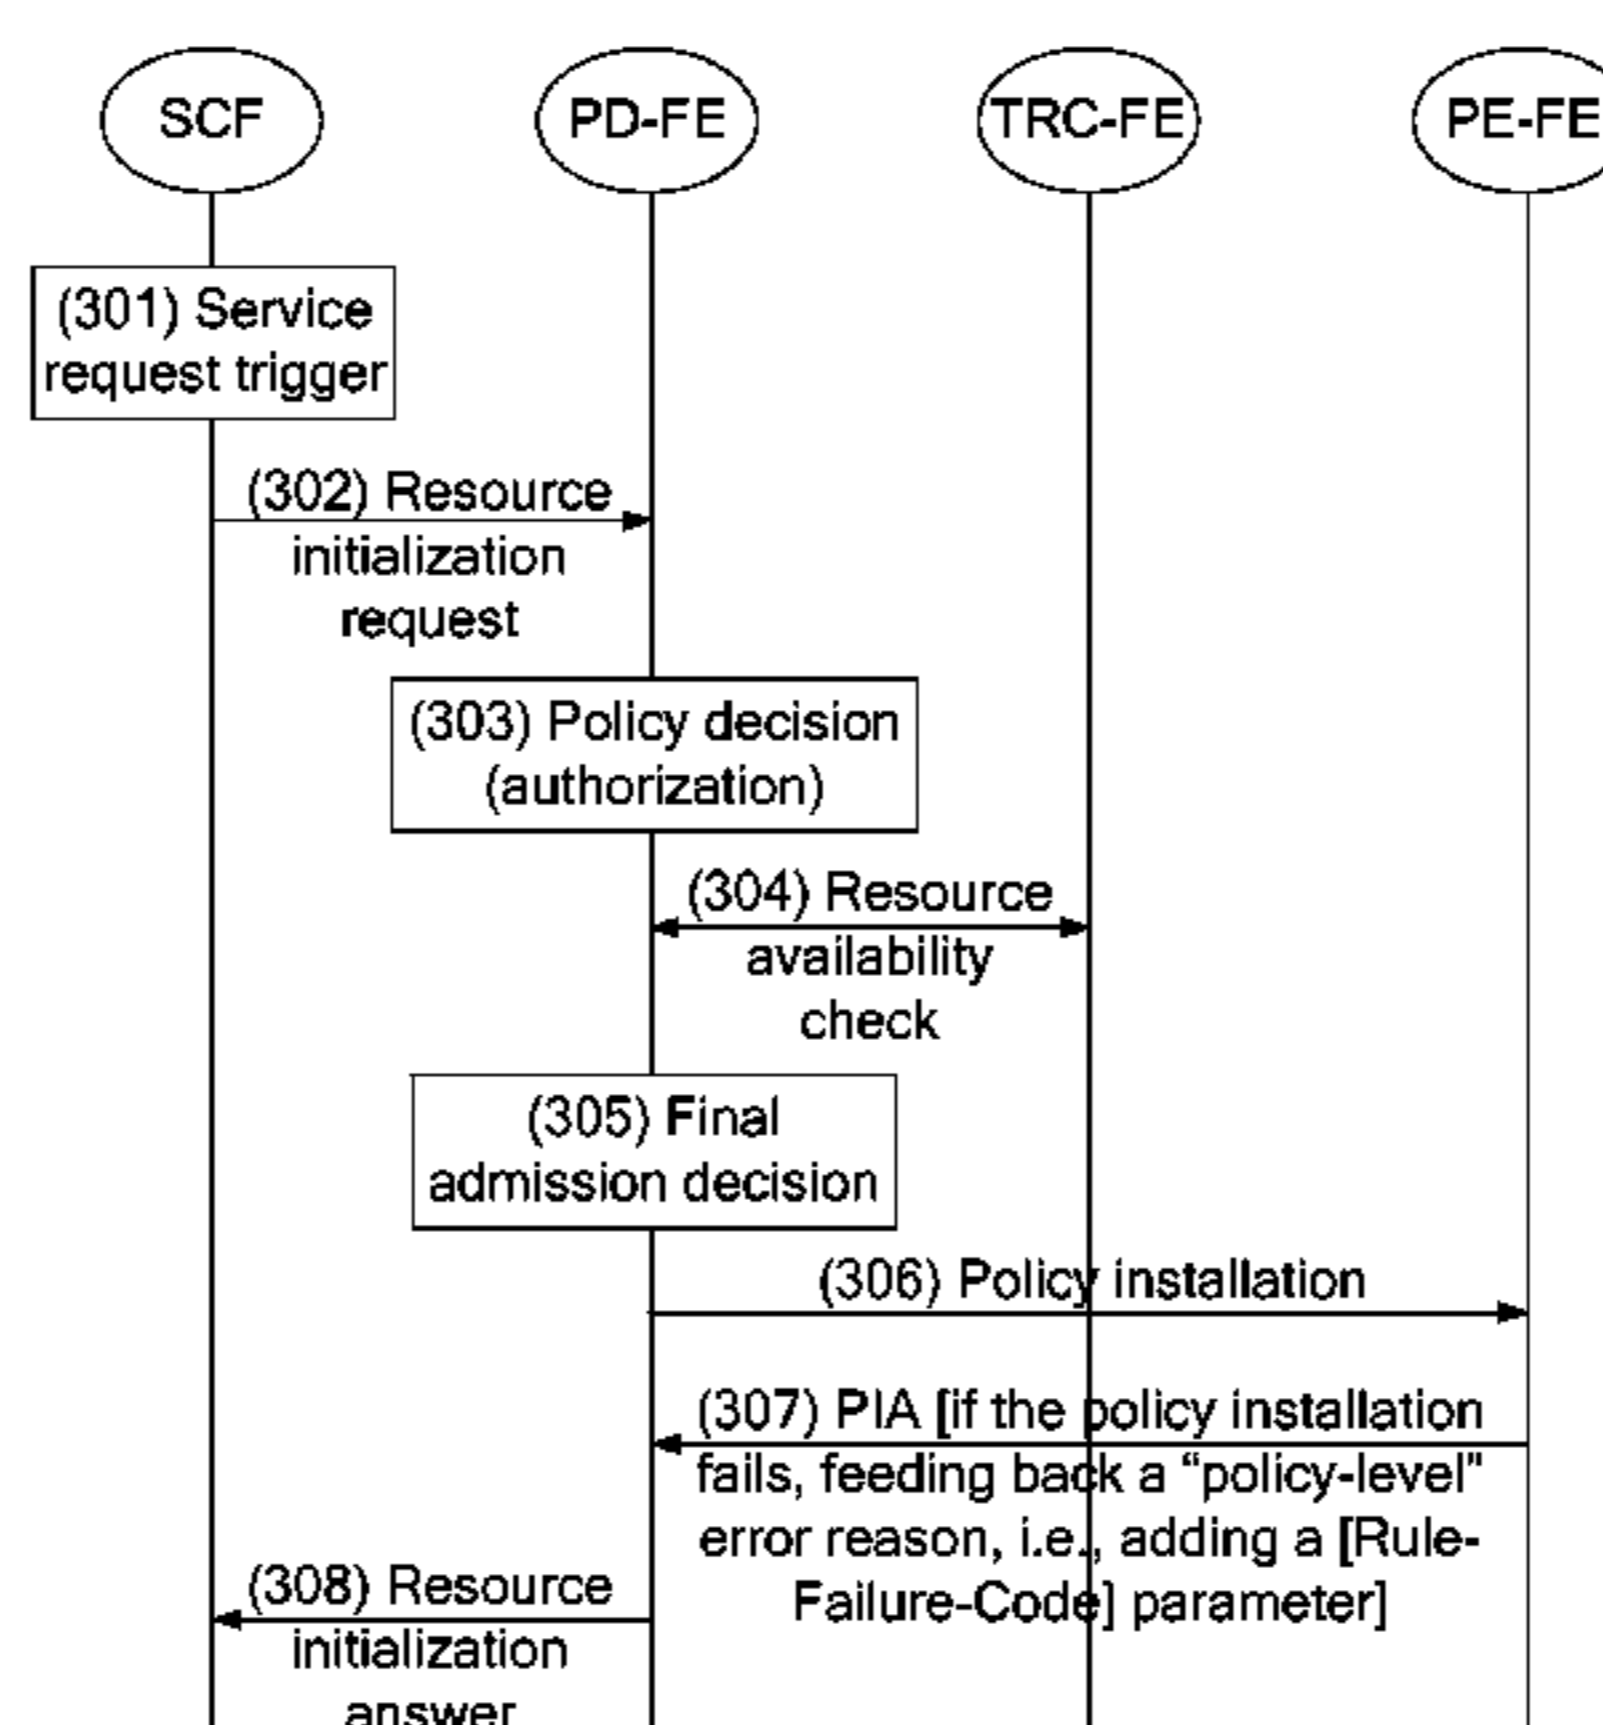 SCF
PD-FE
TRC-FE
PE-FE
(301) Service
request trigger
(302) Resource
initialization
request
(303) Policy decision
(authorization)
(304) Resource
availability
check
(305) Final
admission decision
(306) Policy installation
(307) PIA [if the policy installation
fails, feeding back a “policy-level”
error reason, i.e., adding a [Rule-
Failure-Code] parameter]
(308) Resource
initialization
answer